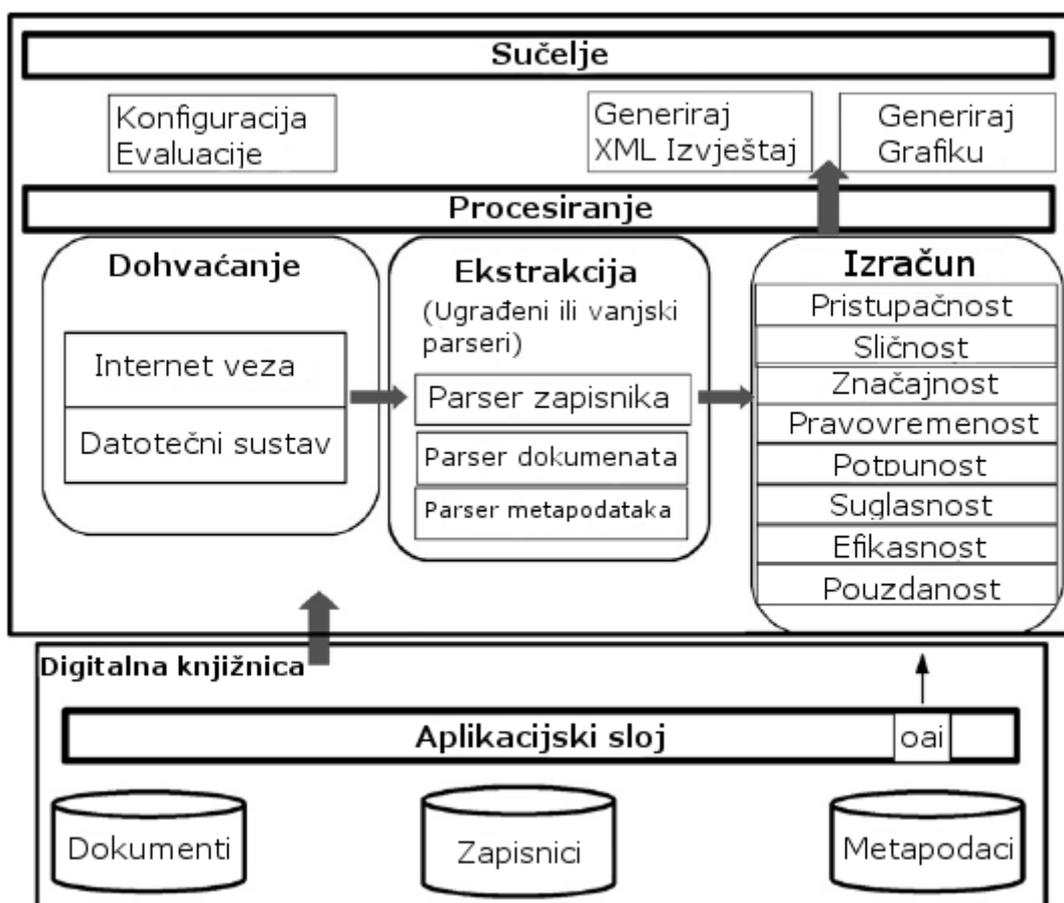 Sučelje
Konfiguracija
Evaluacije
Generiraj
XML Izvještaj
Generiraj
Grafiku
Procesiranje
Dohvaćanje
Internet veza
Datotečni sustav
Ekstrakcija
(Ugrađeni ili vanjski
parseri)
Parser zapisnika
Parser dokumenata
Parser metapodataka
Izračun
Pristupačnost
Sličnost
Značajnost
Pravovremenost
Potpunost
Suglasnost
Efikasnost
Pouzdanost
Digitalna knjižnica
Aplikacijski sloj
oai
Dokumenti
Zapisnici
Metapodaci